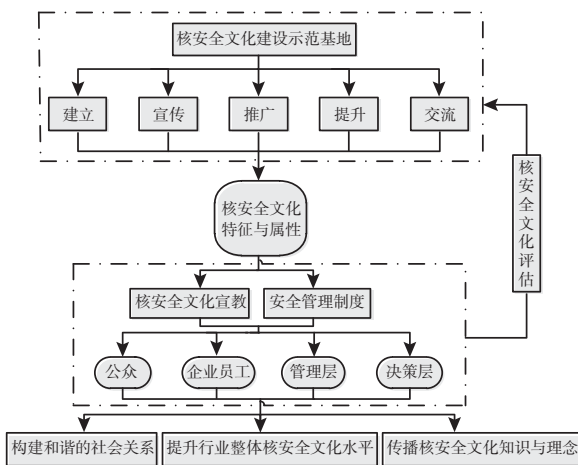 核安全文化建设示范基地
建立
宣传
推广
提升
交流
核安全文化
特征与属性
核安全文化评估
核安全文化宣教
安全管理制度
公众
企业员工
管理层
决策层
构建和谐的社会关系
提升行业整体核安全文化水平
传播核安全文化知识与理念